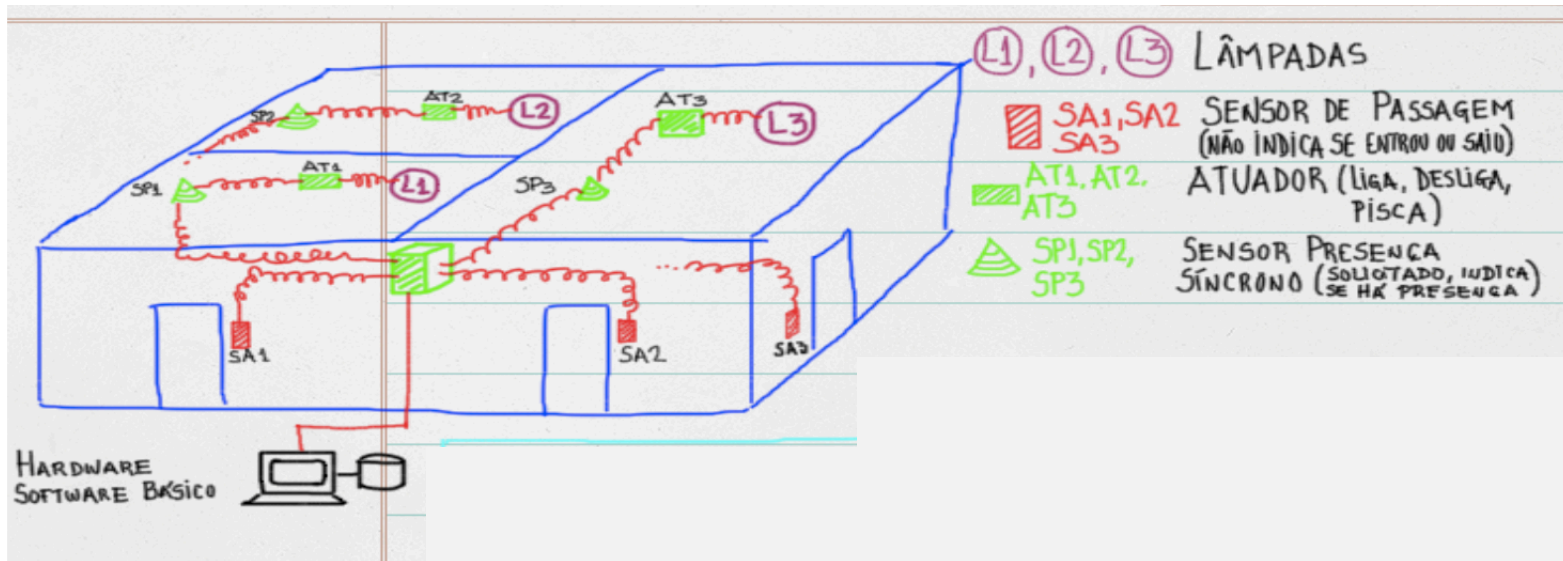 L1, L2, L3 LÂMPADAS
SA1, SA2
SA3
SENSOR DE PASSAGEM
(NÃO INDICA SE ENTROU OU SAIO)
AT1, AT2.
AT3
ATUADOR (LIGA, DESLIGA,
PISCA)
SP1, SP2,
SP3
SENSOR PRESENÇA
SÍNCRONO (SOLICITADO, INDICA
SE HÁ PRESENÇA)
SP2
AT2
L2
AT3
L3
SP1
AT1
L1
SP3
SA1
SA2
SA3
HARDWARE
SOFTWARE BÁSICO